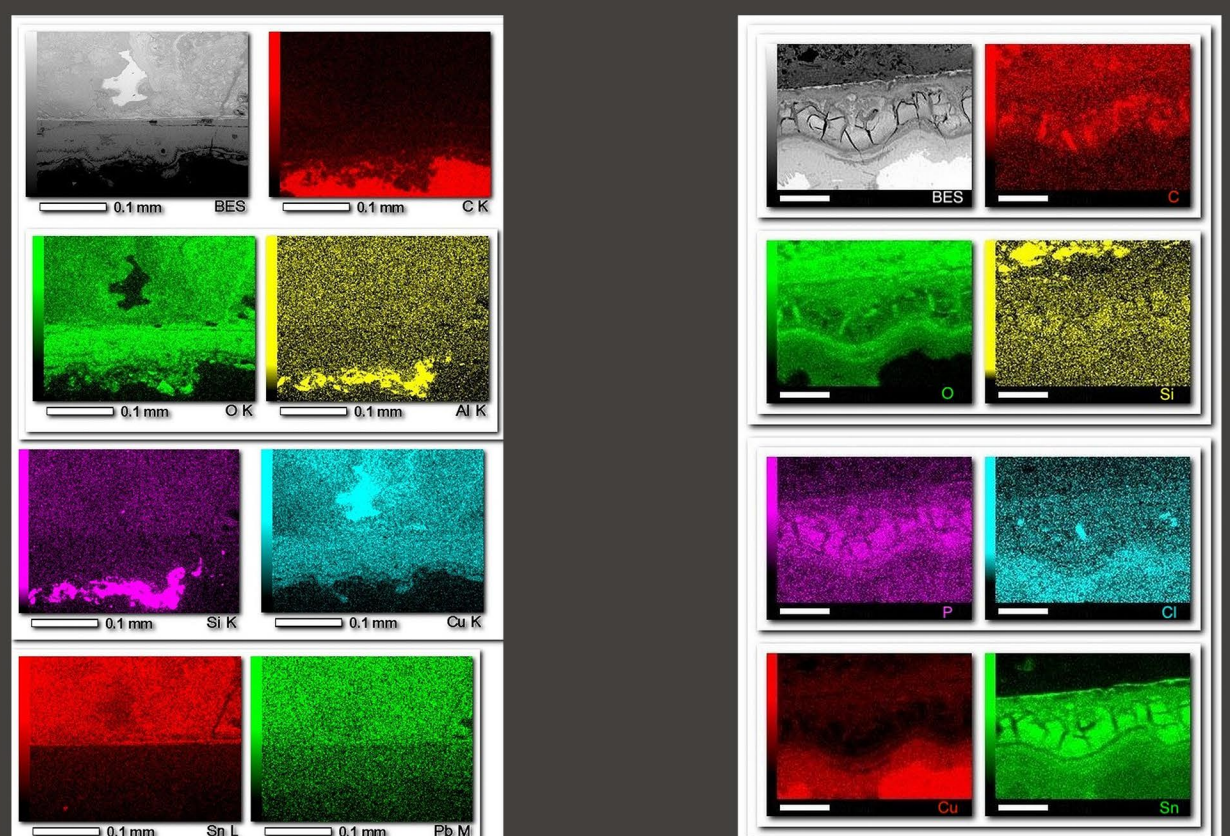 0.1 mm BES
0.1 mm C K
0.1 mm O K
0.1 mm Al K
0.1 mm Si K
0.1 mm Cu K
0.1 mm Sn L
0.1 mm Pb M
BES
C
O
Si
P
Cl
Cu
Sn